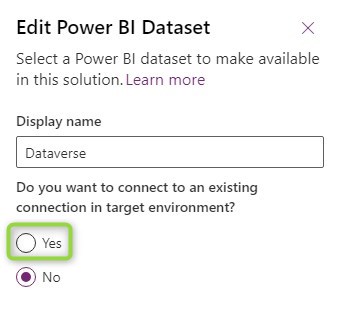 Edit Power BI Dataset
Select a Power BI dataset to make available
in this solution. Learn more
Display name
Dataverse
Do you want to connect to an existing
connection in target environment?
Yes
No